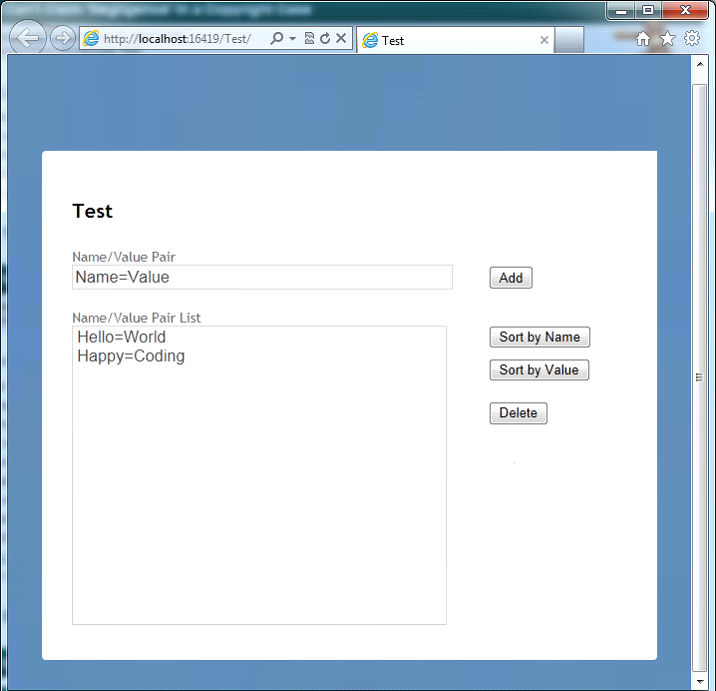 http://localhost:16419/Test/
Test
Test
Name/Value Pair
Name=Value
Add
Name/Value Pair List
Hello=World
Happy=Coding
Sort by Name
Sort by Value
Delete